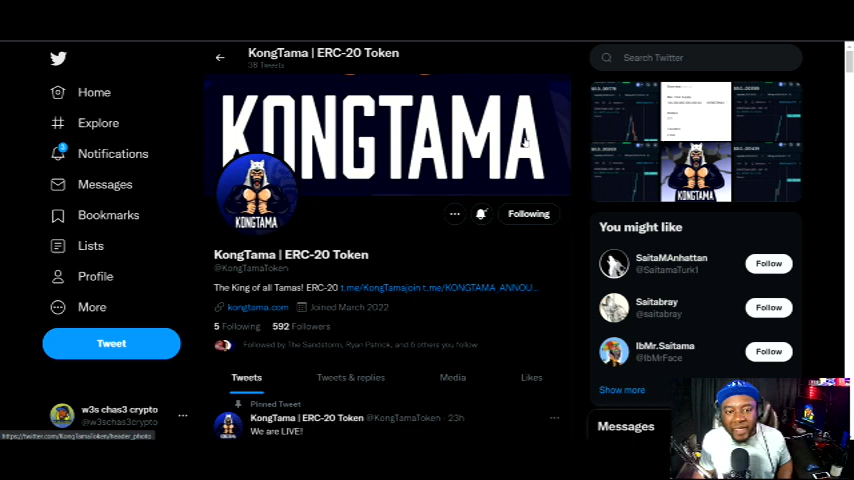 KongTama | ERC-20 Token
38 Tweets
Search Twitter
Home
Explore
3
Notifications
Messages
Bookmarks
Lists
Profile
More
Tweet
w3s chas3 crypto
@w3schas3crypto
https://twitter.com/KongTamaToken/header_photo
KONGTAMA
KONGTAMA
Following
KongTama | ERC-20 Token
@KongTamaToken
The King of all Tamas! ERC-20 t.me/KongTamajoin t.me/KONGTAMA_ANNOU...
kongtama.com Joined March 2022
5 Following 592 Followers
Followed by The Sandstorm, Ryan Patrick, and 6 others you follow
Tweets Tweets & replies Media Likes
Pinned Tweet
KongTama | ERC-20 Token @KongTamaToken · 23h
We are LIVE!
KONGTAMA
You might like
SaitaMAnhattan
@SaitamaTurk1
Follow
Saitabray
@saitabray
Follow
IbMr.Saitama
@IbMrFace
Follow
Show more
Messages